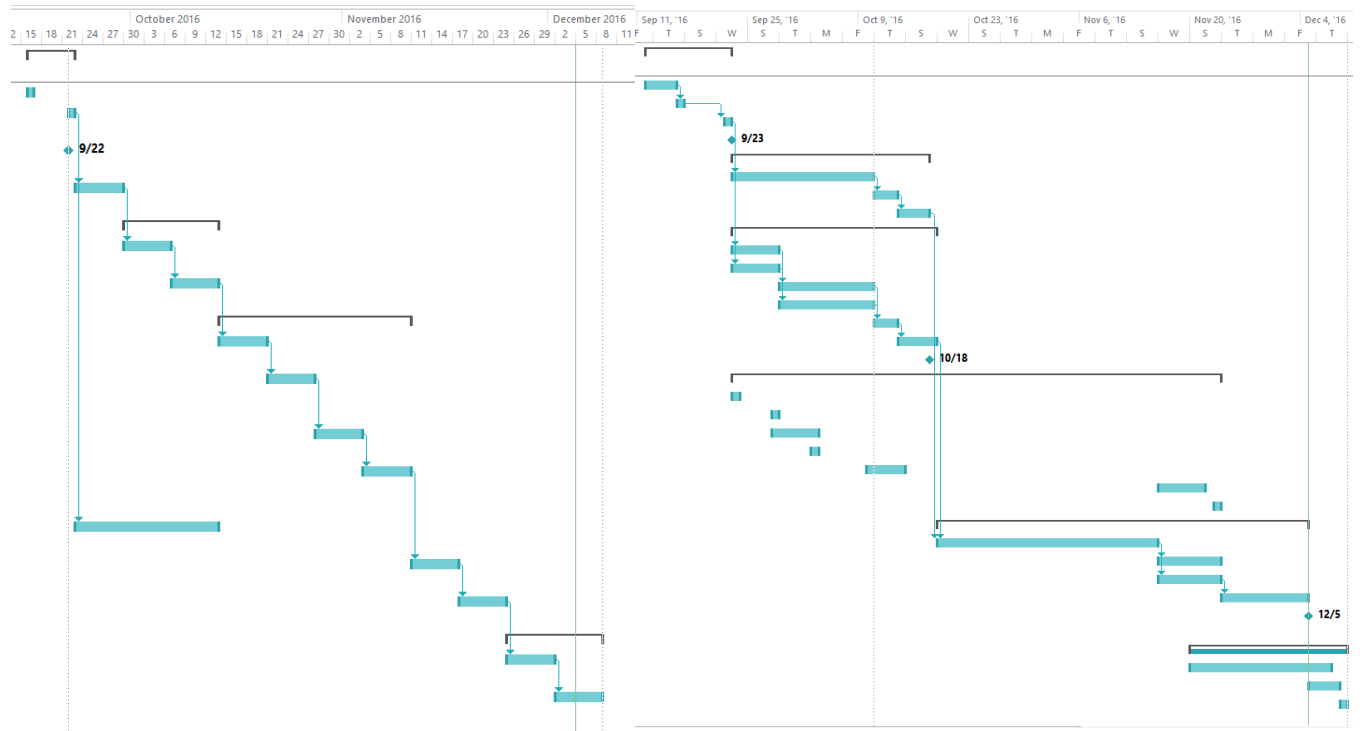 October 2016 November 2016 December 2016
2 15 18 21 24 27 30 3 6 9 12 15 18 21 24 27 30 2 5 8 11 14 17 20 23 26 29 2 5 8 11
Sep 11, '16 Sep 25, '16 Oct 9, '16 Oct 23, '16 Nov 6, '16 Nov 20, '16 Dec 4, '16
F T S W S T M F T S W S T M F T S W S T M F T
9/22
9/23
10/18
12/5